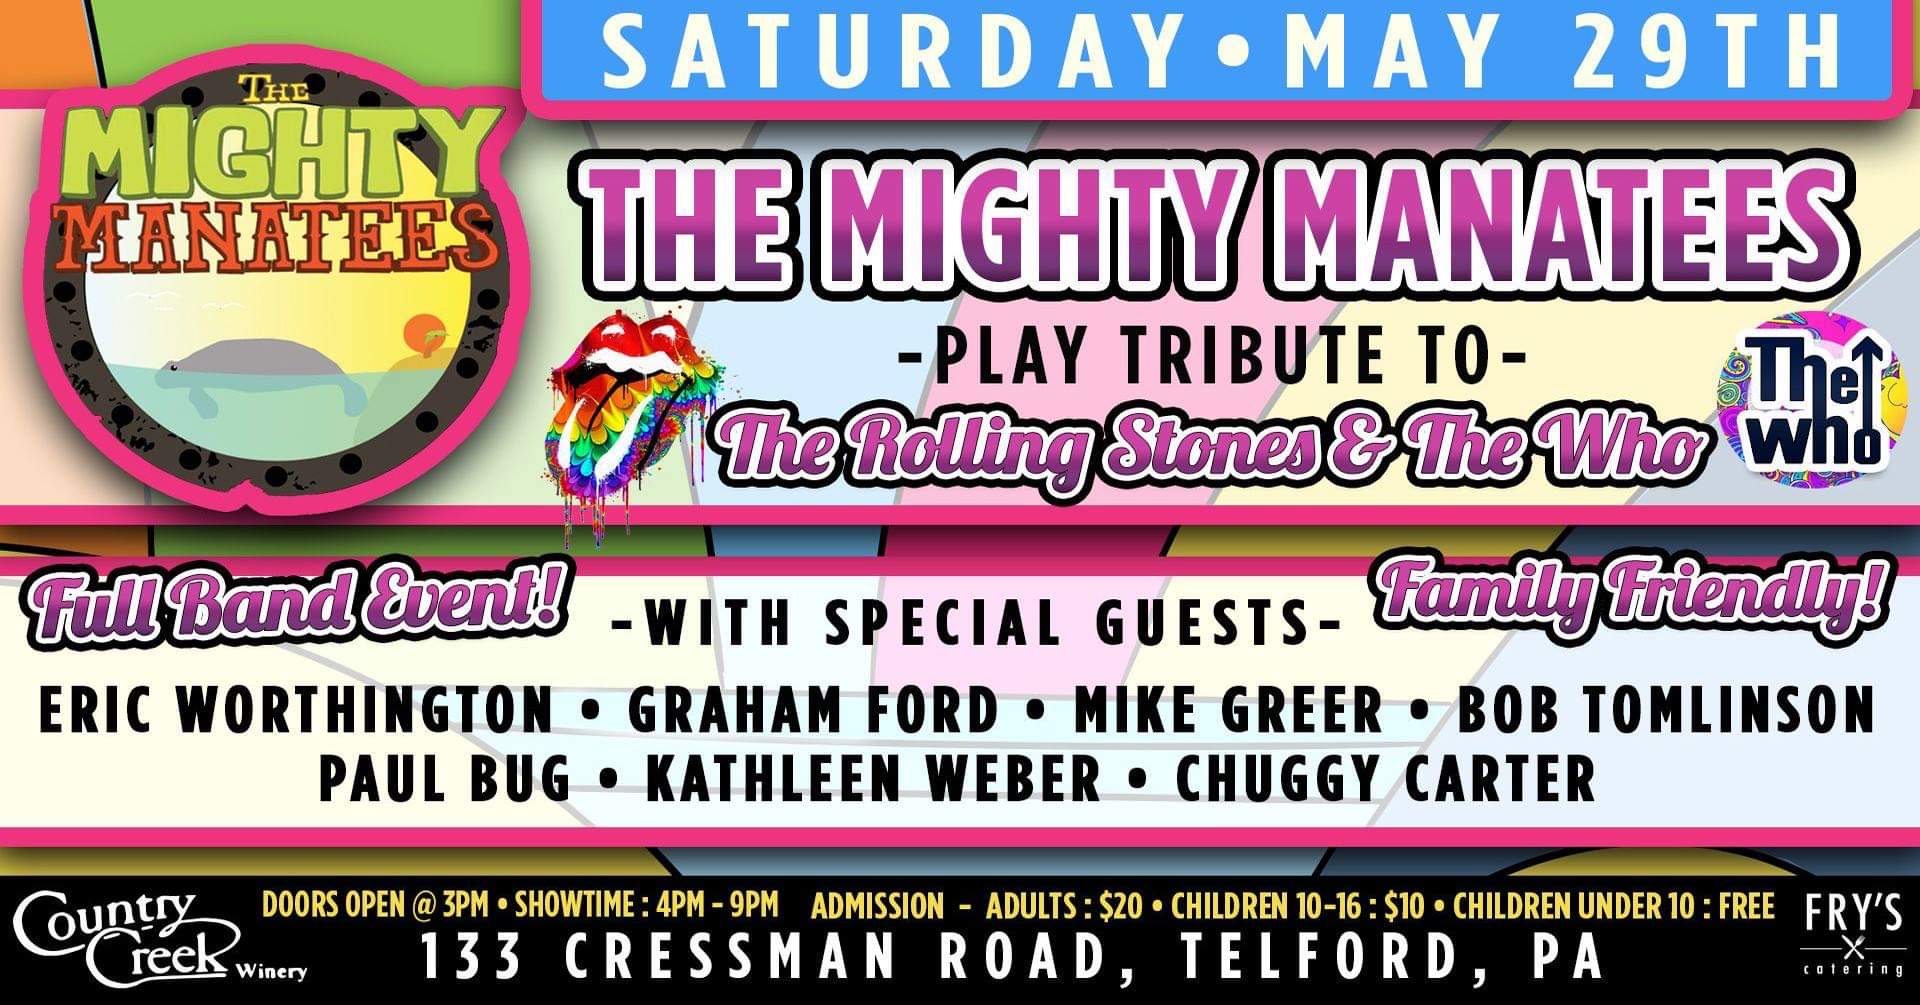 SATURDAY • MAY 29TH
THE
MIGHTY
MANATEES
THE MIGHTY MANATEES
-PLAY TRIBUTE TO-
The Rolling Stones & The Who
The
who
Full Band Event!
-WITH SPECIAL GUESTS-
Family Friendly!
ERIC WORTHINGTON • GRAHAM FORD • MIKE GREER • BOB TOMLINSON
PAUL BUG • KATHLEEN WEBER • CHUGGY CARTER
Country
Creek
Winery
DOORS OPEN @ 3PM • SHOWTIME : 4PM - 9PM ADMISSION - ADULTS : $20 • CHILDREN 10-16 : $10 • CHILDREN UNDER 10 : FREE
133 CRESSMAN ROAD, TELFORD, PA
FRY'S
catering